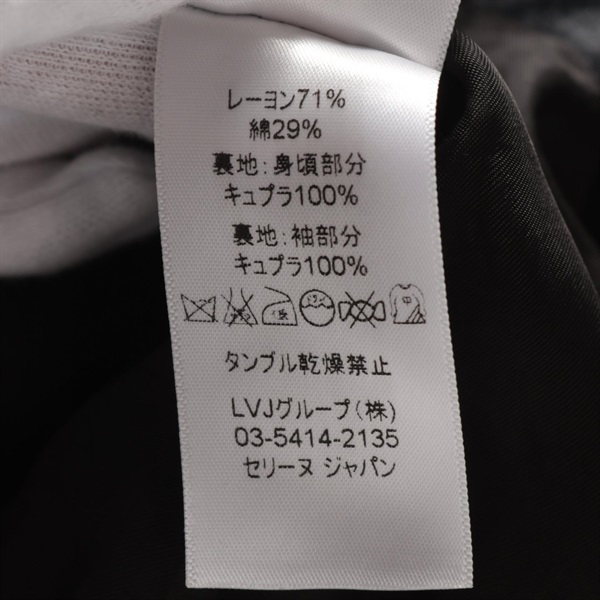 レーヨン71%
綿29%
裏地:身頃部分
キュプラ100%
裏地:袖部分
キュプラ100%
中
タンブル乾燥禁止
LVJグループ(株)
03-5414-2135
セリーヌ ジャパン